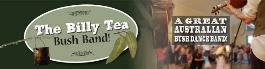 The Billy Tea
Bush Band!
A GREAT
AUSTRALIAN
BUSH DANCE BAND!